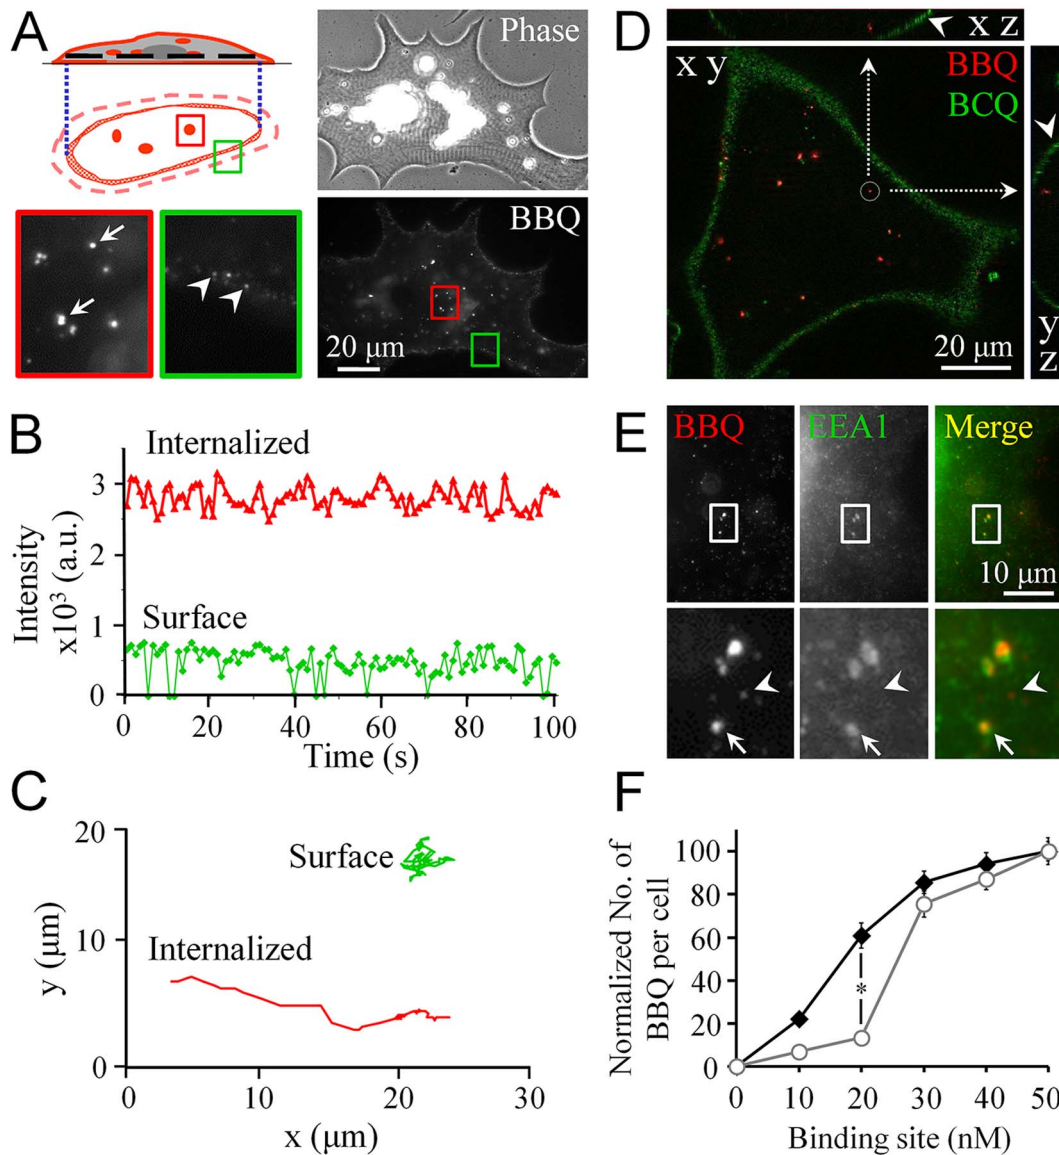 A
Phase
BBQ
20 μm
B
Internalized
3
2
Intensity
x10³ (a.u.)
Surface
1
0
0
20
40
60
80
100
Time (s)
C
20
Surface
y (μm)
10
Internalized
0
0
10
20
30
x (μm)
D
x z
x y
BBQ
BCQ
20 μm
y
z
E
BBQ
EEA1
Merge
10 μm
F
Normalized No. of
BBQ per cell
100
80
60
*
40
20
0
0
10
20
30
40
50
Binding site (nM)